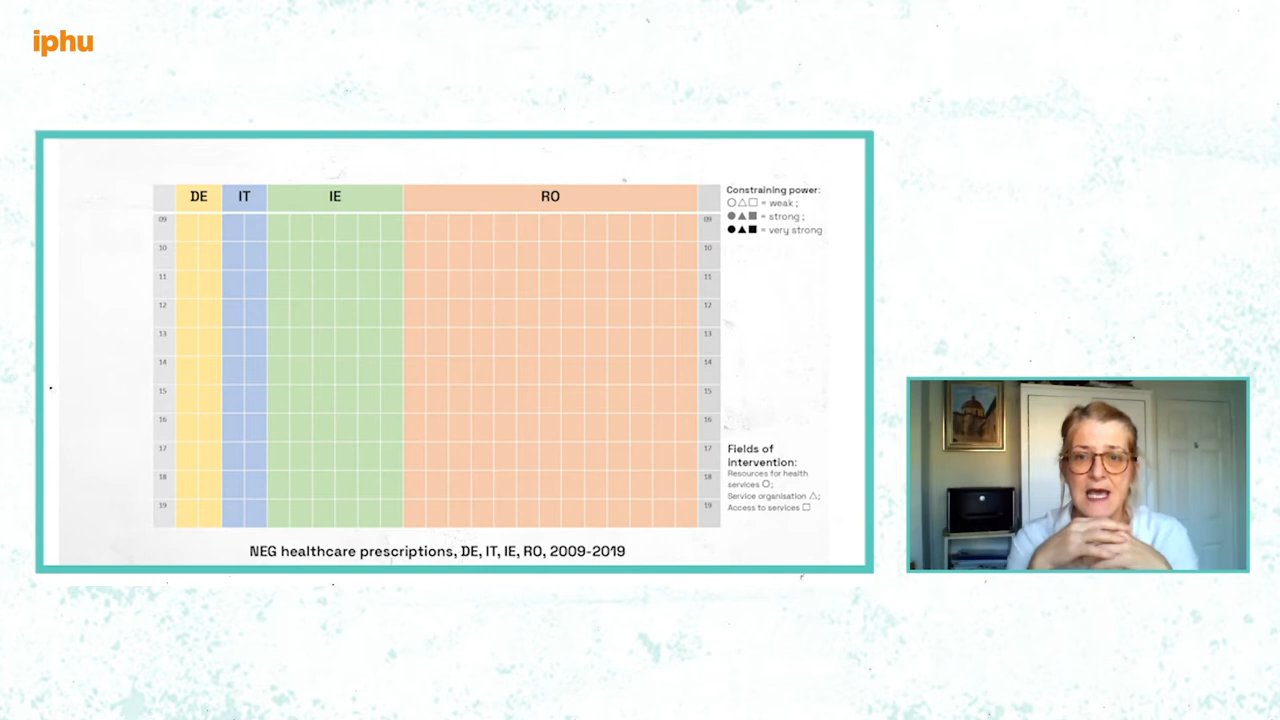 iphu
DE IT IE RO
Constraining power:
○△□ = weak ;
●▲■ = strong ;
●▲■ = very strong
09 09
10 10
11 11
12 12
13 13
14 14
15 15
16 16
17 17
18 18
19 19
Fields of
intervention:
Resources for health
services ○;
Service organisation △;
Access to services □
NEG healthcare prescriptions, DE, IT, IE, RO, 2009-2019